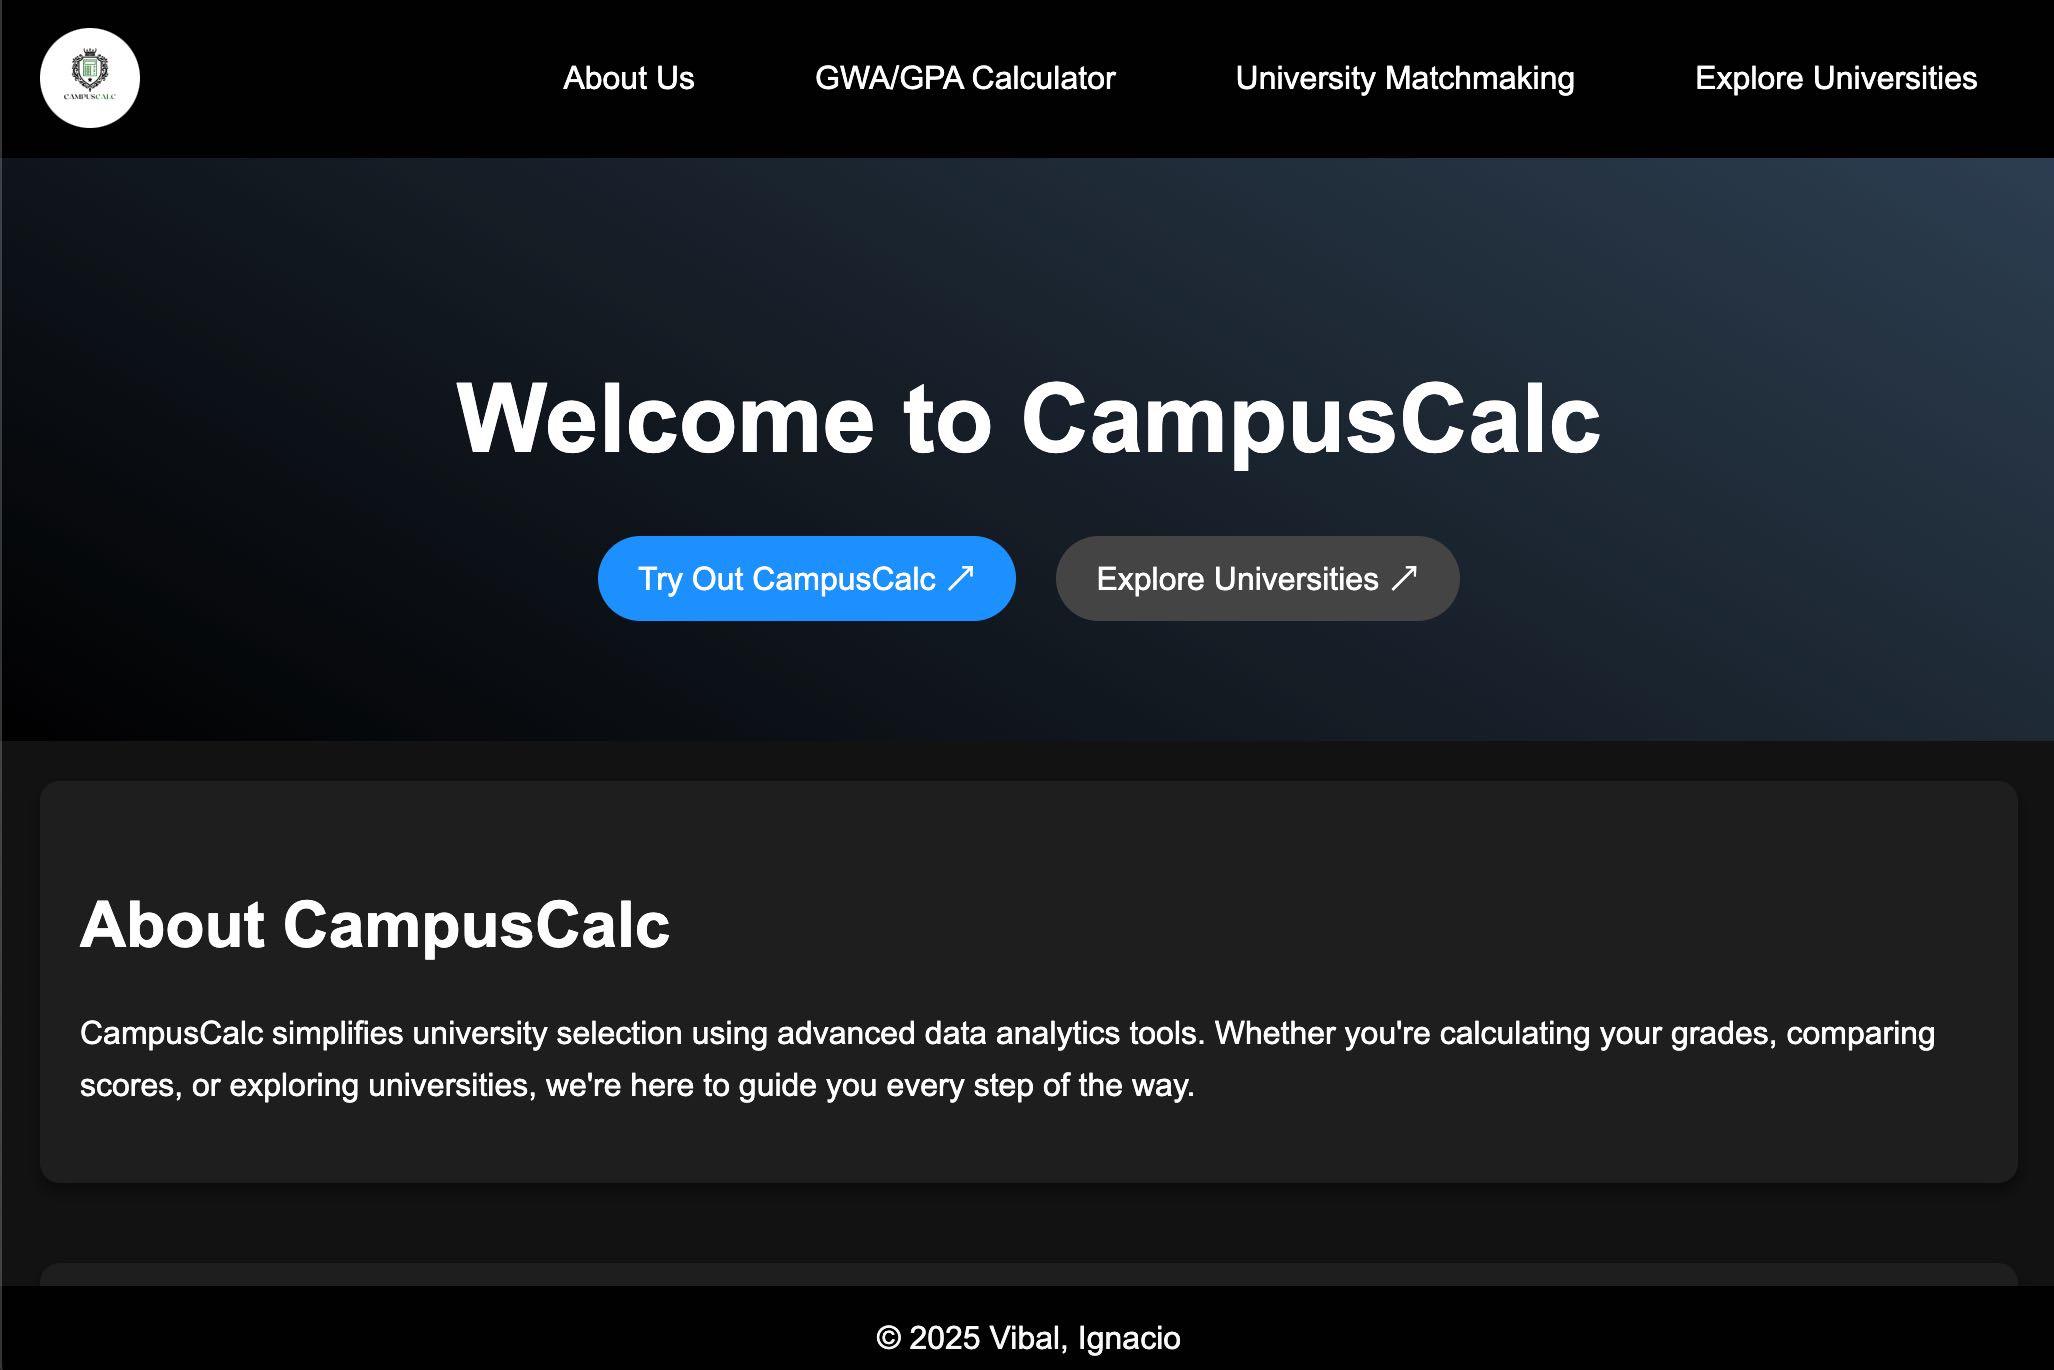 CAMPUSCALC
About Us
GWA/GPA Calculator
University Matchmaking
Explore Universities
Welcome to CampusCalc
Try Out CampusCalc ↗
Explore Universities ↗
About CampusCalc
CampusCalc simplifies university selection using advanced data analytics tools. Whether you're calculating your grades, comparing
scores, or exploring universities, we're here to guide you every step of the way.
© 2025 Vibal, Ignacio